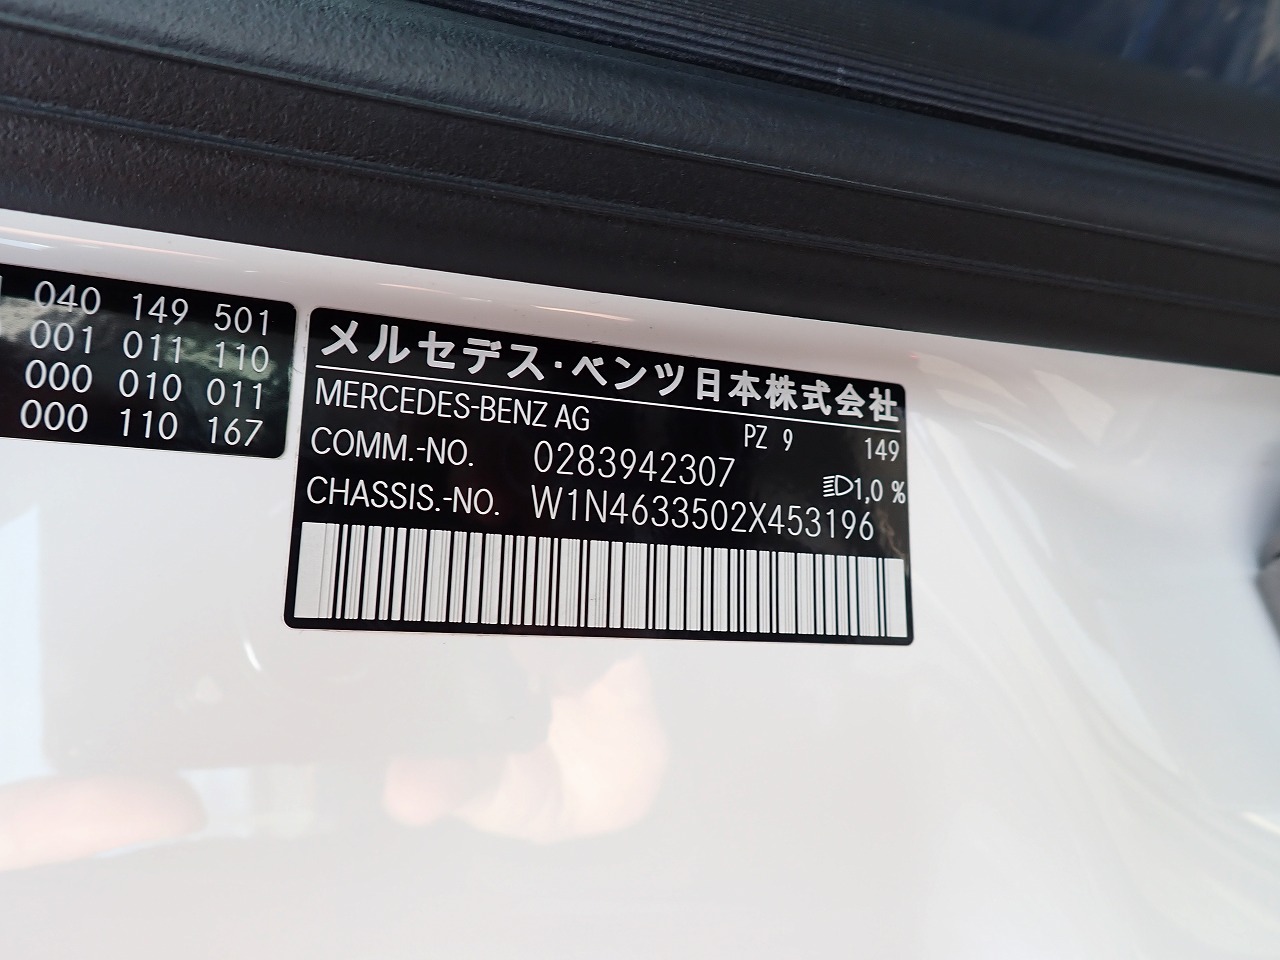 040 149 501
001 011 110
000 010 011
000 110 167
メルセデス・ベンツ日本株式会社
MERCEDES-BENZ AG PZ 9 149
COMM.-NO. 0283942307 1,0 %
CHASSIS.-NO. W1N4633502X453196